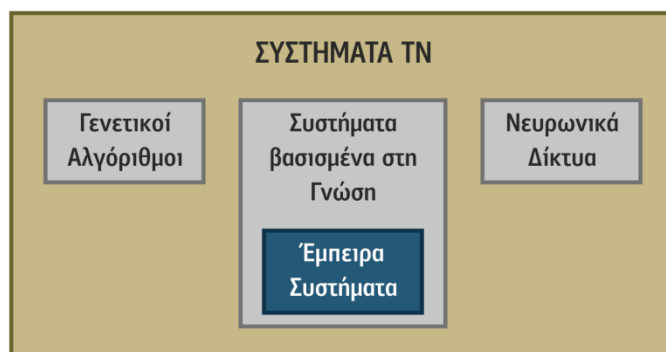 ΣΥΣΤΗΜΑΤΑ ΤΝ
Γενετικοί
Αλγόριθμοι
Συστήματα
βασισμένα στη
Γνώση
Έμπειρα
Συστήματα
Νευρωνικά
Δίκτυα